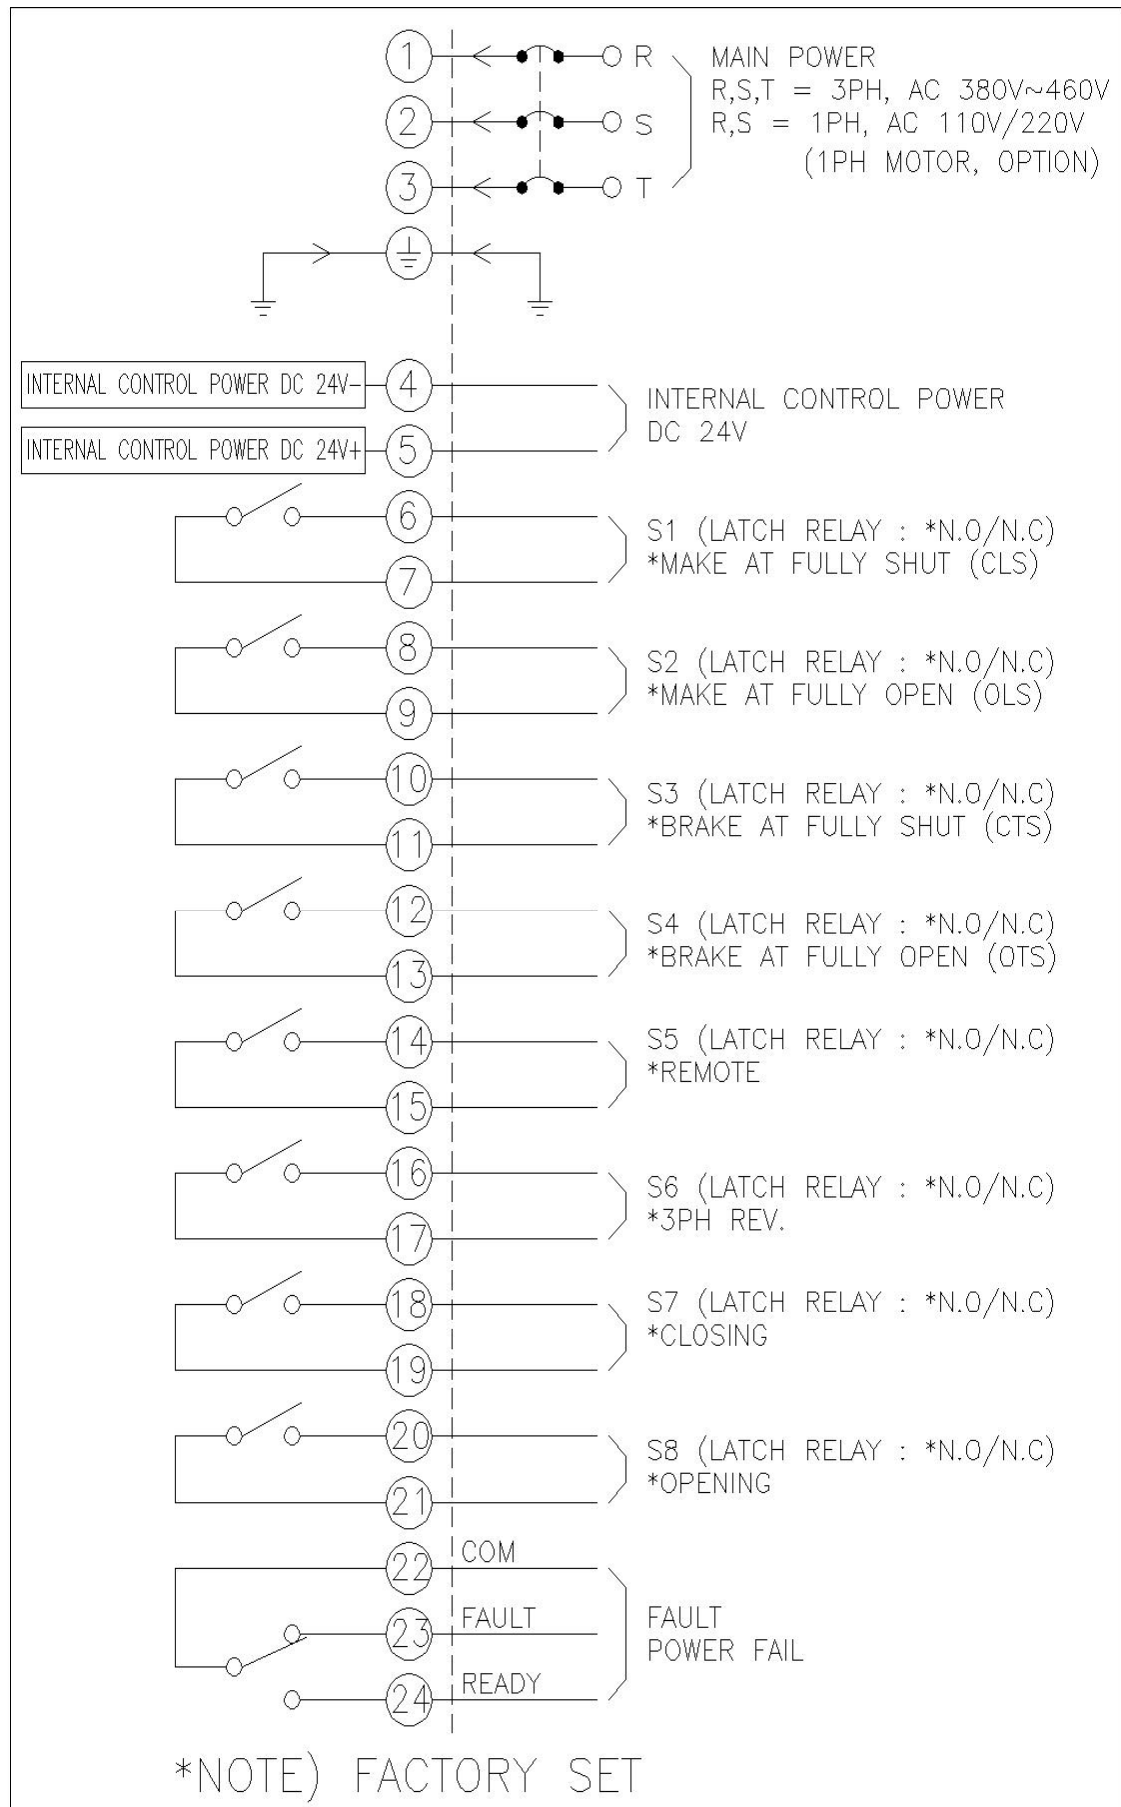 1
R
MAIN POWER
R,S,T = 3PH, AC 380V~460V
2
S
R,S = 1PH, AC 110V/220V
(1PH MOTOR, OPTION)
3
T
INTERNAL CONTROL POWER DC 24V-
4
INTERNAL CONTROL POWER
DC 24V
INTERNAL CONTROL POWER DC 24V+
5
6
S1 (LATCH RELAY : *N.O/N.C)
*MAKE AT FULLY SHUT (CLS)
7
8
S2 (LATCH RELAY : *N.O/N.C)
*MAKE AT FULLY OPEN (OLS)
9
10
S3 (LATCH RELAY : *N.O/N.C)
*BRAKE AT FULLY SHUT (CTS)
11
12
S4 (LATCH RELAY : *N.O/N.C)
*BRAKE AT FULLY OPEN (OTS)
13
14
S5 (LATCH RELAY : *N.O/N.C)
*REMOTE
15
16
S6 (LATCH RELAY : *N.O/N.C)
*3PH REV.
17
18
S7 (LATCH RELAY : *N.O/N.C)
*CLOSING
19
20
S8 (LATCH RELAY : *N.O/N.C)
*OPENING
21
22
COM
23
FAULT
FAULT
POWER FAIL
24
READY
*NOTE) FACTORY SET